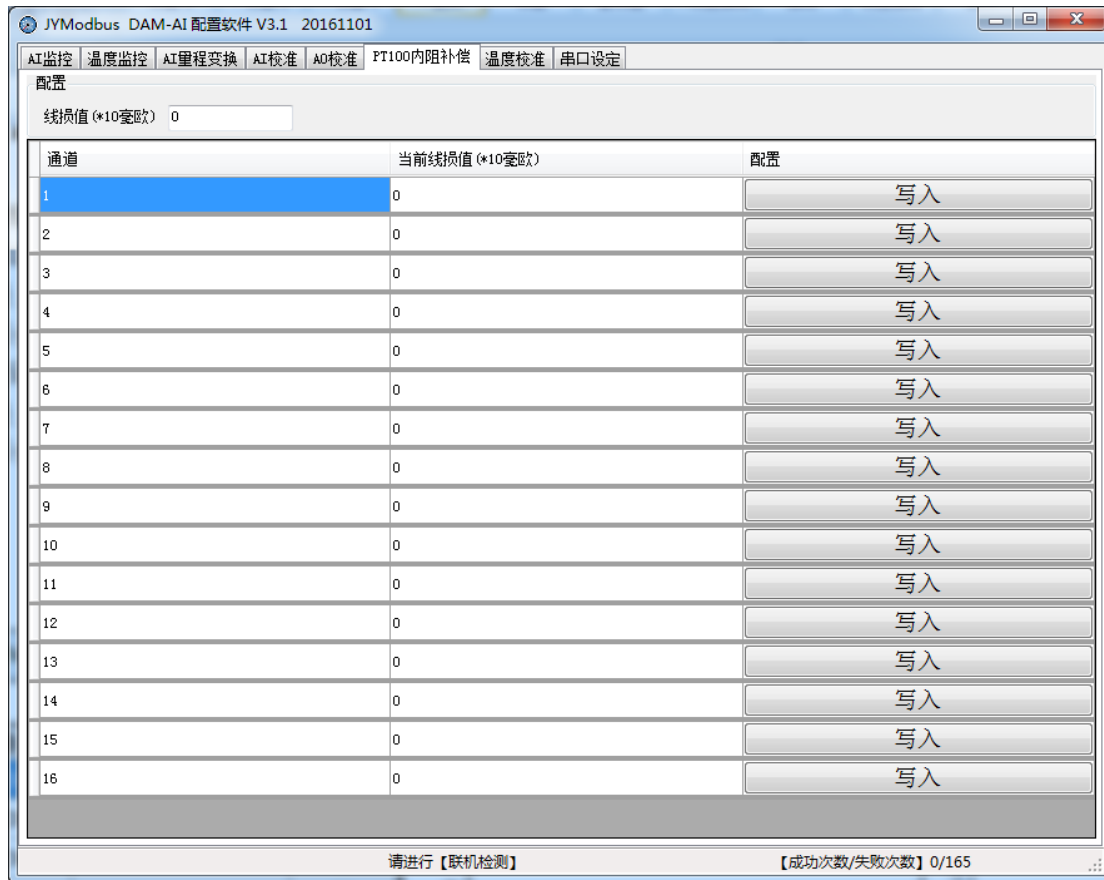 JYModbus DAM-AI 配置软件 V3.1 20161101
AI监控 温度监控 AI量程变换 AI校准 AO校准 PT100内阻补偿 温度校准 串口设定
配置
线损值(*10毫欧) 0
通道 当前线损值(*10毫欧) 配置
1 0 写入
2 0 写入
3 0 写入
4 0 写入
5 0 写入
6 0 写入
7 0 写入
8 0 写入
9 0 写入
10 0 写入
11 0 写入
12 0 写入
13 0 写入
14 0 写入
15 0 写入
16 0 写入
请进行【联机检测】 【成功次数/失败次数】0/165